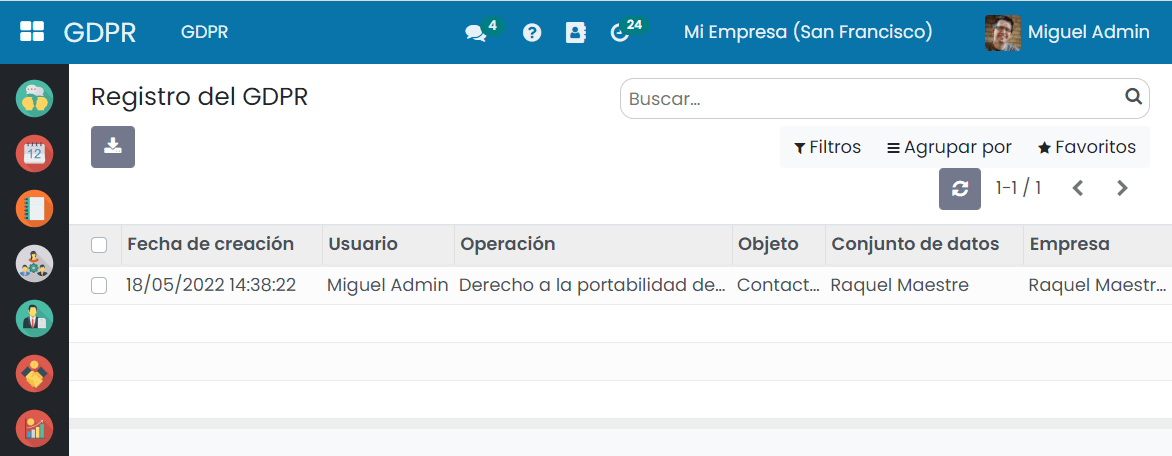 GDPR GDPR 4 24 Mi Empresa (San Francisco) Miguel Admin
Registro del GDPR
Buscar...
Filtros Agrupar por Favoritos
1-1 / 1
12
Fecha de creación Usuario Operación Objeto Conjunto de datos Empresa
18/05/2022 14:38:22 Miguel Admin Derecho a la portabilidad de... Contact... Raquel Maestre Raquel Maestr...